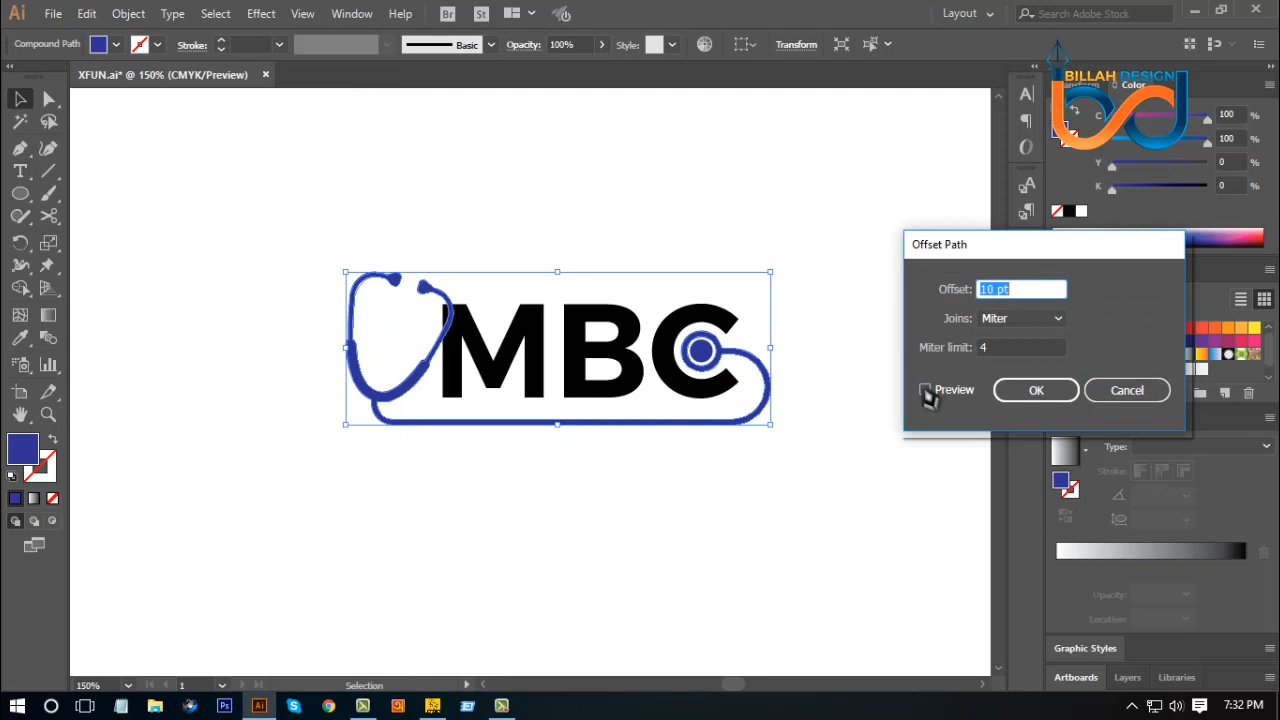 Ai File Edit Object Type Select Effect View Window Help Br St Layout Search Adobe Stock
Compound Path Stroke: Basic Opacity: 100% Style: Transform
XFUN.ai* @ 150% (CMYK/Preview) ×
BILLAH DESIGN
Color
bd
C 100 %
100 %
Y 0 %
K 0 %
Offset Path
Offset: 10 pt
Joins: Miter
Miter limit: 4
Preview OK Cancel
MBC
Type:
Stroke:
Opacity:
Location:
Graphic Styles
Artboards Layers Libraries
150% 1 Selection
Ps Ai 7:32 PM